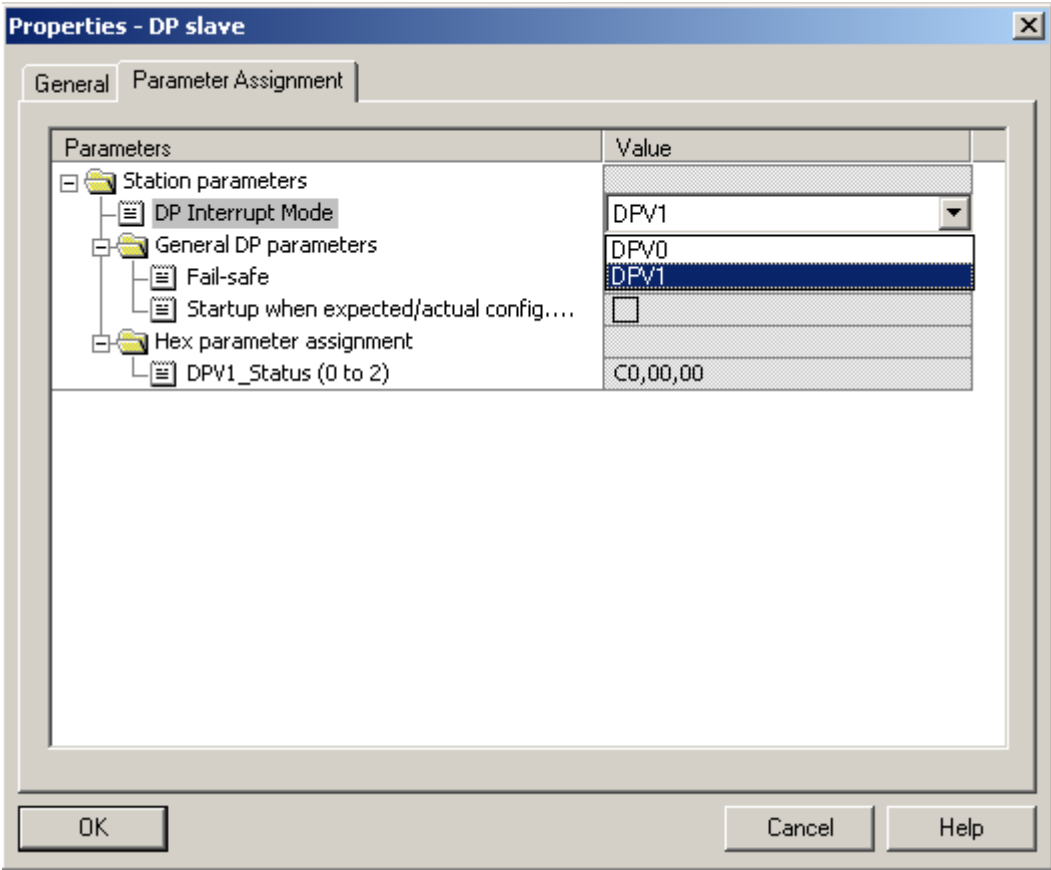 Properties - DP slave
General Parameter Assignment
Parameters Value
Station parameters
DP Interrupt Mode DPV1
General DP parameters DPV0
Fail-safe DPV1
Startup when expected/actual config....
Hex parameter assignment
DPV1_Status (0 to 2) C0,00,00
OK Cancel Help